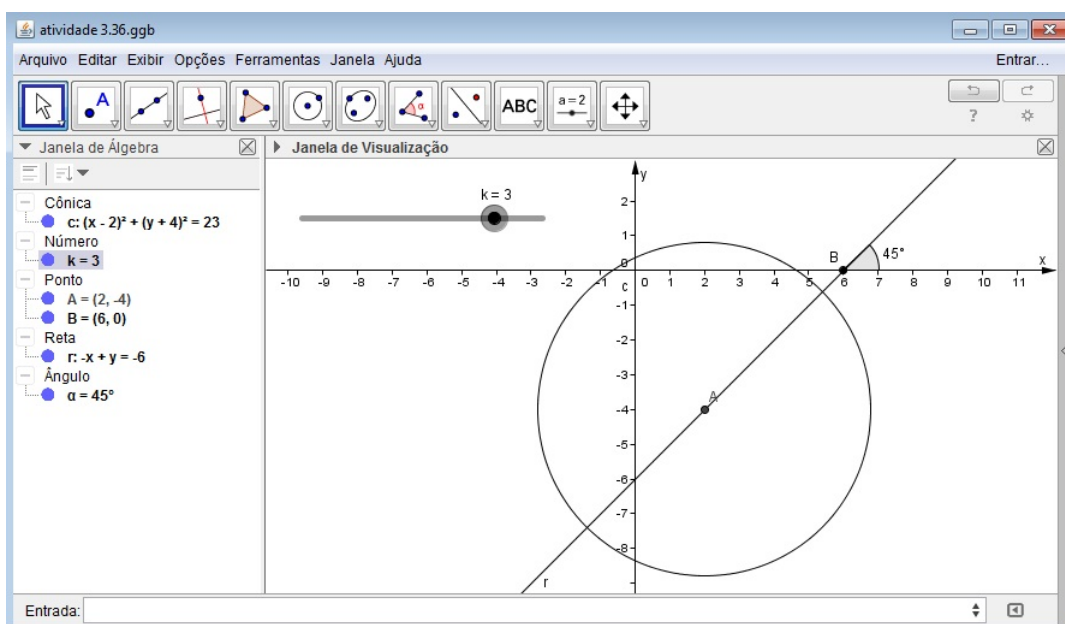 atividade 3.36.ggb
Arquivo Editar Exibir Opções Ferramentas Janela Ajuda Entrar...
A α ABC a = 2 ?
Janela de Álgebra
Cônica
c: (x - 2)² + (y + 4)² = 23
Número
k = 3
Ponto
A = (2, -4)
B = (6, 0)
Reta
r: -x + y = -6
Ângulo
α = 45°
Janela de Visualização
k = 3
y
2
1
0
B 45° x
-10 -9 -8 -7 -6 -5 -4 -3 -2 -1 c 0 1 2 3 4 5 6 7 8 9 10 11
-1
-2
-3
A
-4
-5
-6
-7
-8
r
Entrada: